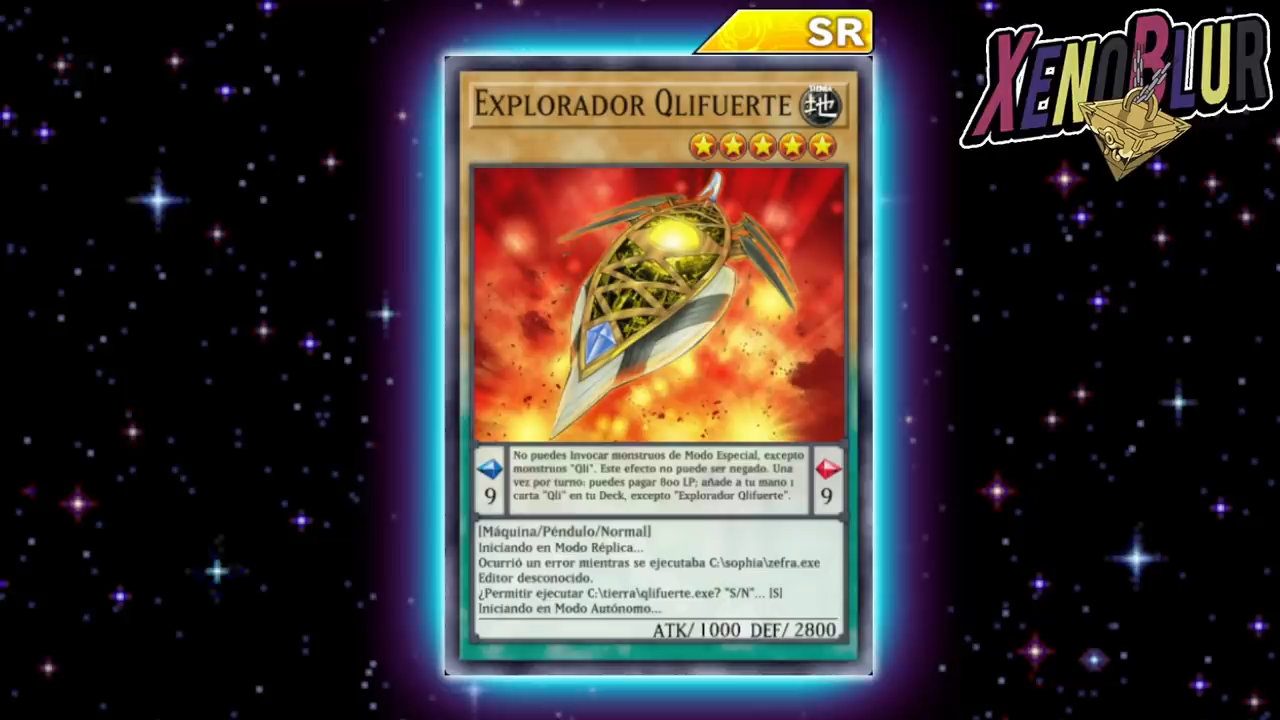 SR
XENOBLUR
EXPLORADOR QLIFUERTE
TIERRA
地
No puedes Invocar monstruos de Modo Especial, excepto
monstruos "Qli". Este efecto no puede ser negado. Una
vez por turno: puedes pagar 800 LP; añade a tu mano 1
carta "Qli" en tu Deck, excepto "Explorador Qlifuerte".
9
9
[Máquina/Péndulo/Normal]
Iniciando en Modo Réplica...
Ocurrió un error mientras se ejecutaba C:\sophia\zefra.exe
Editor desconocido.
¿Permitir ejecutar C:\tierra\qlifuerte.exe? "S/N"... [S]
Iniciando en Modo Autónomo...
ATK/ 1000 DEF/ 2800